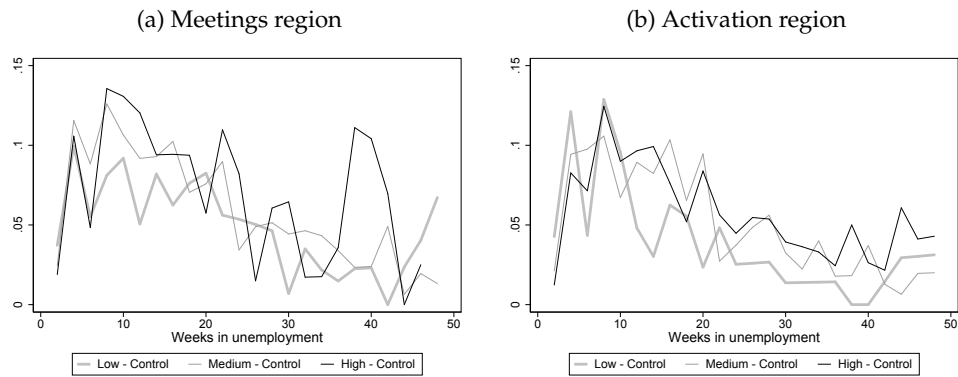 (a) Meetings region
.15
.1
.05
0
0 10 20 30 40 50
Weeks in unemployment
Low - Control Medium - Control High - Control
(b) Activation region
.15
.1
.05
0
0 10 20 30 40 50
Weeks in unemployment
Low - Control Medium - Control High - Control